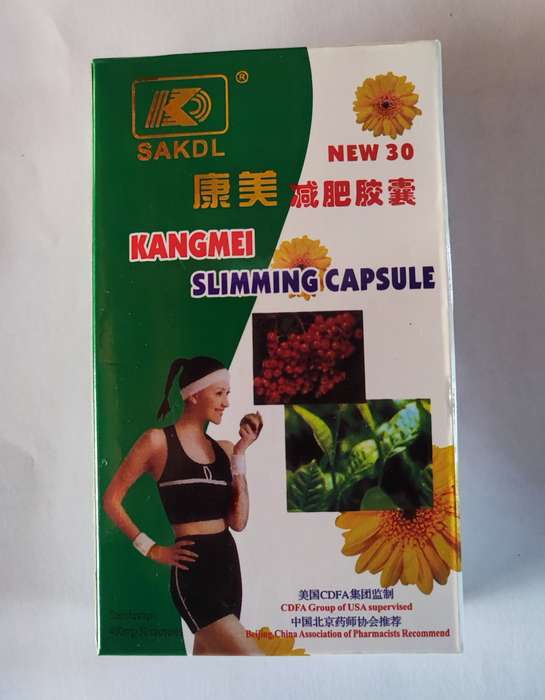 ®
SAKDL
NEW 30
康美 减肥胶囊
KANGMEI
SLIMMING CAPSULE
美国CDFA集团监制
CDFA Group of USA supervised
中国北京药师协会推荐
Beijing,China Association of Pharmacists Recommend